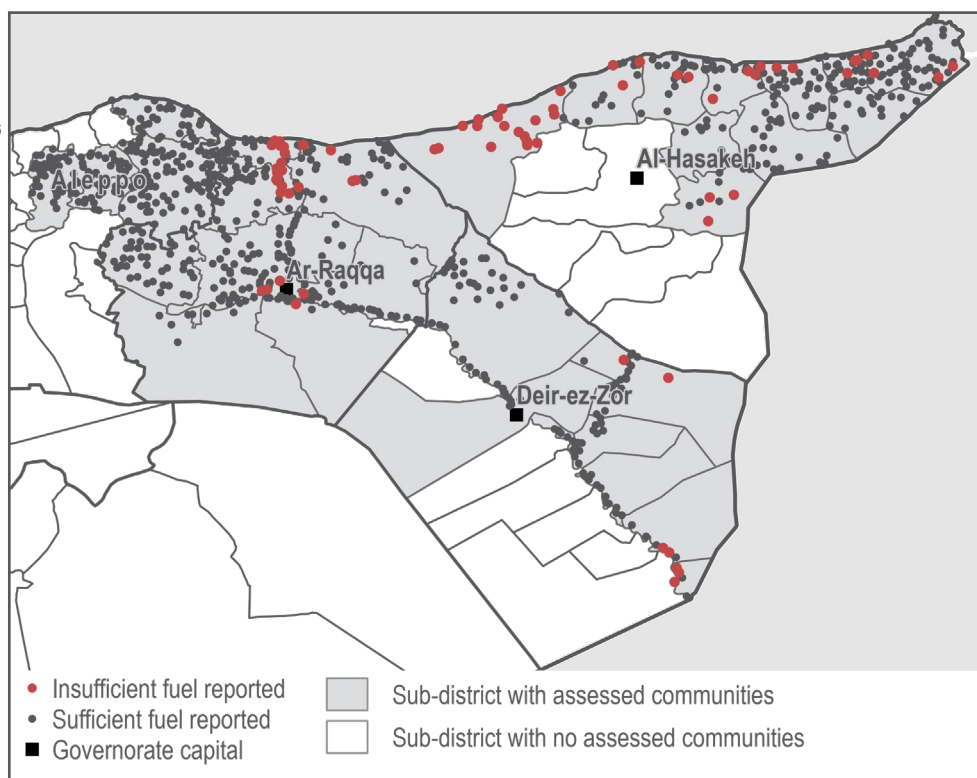 Aleppo
Al-Hasakeh
Ar-Raqqa
Deir-ez-Zor
Insufficient fuel reported
Sufficient fuel reported
Governorate capital
Sub-district with assessed communities
Sub-district with no assessed communities